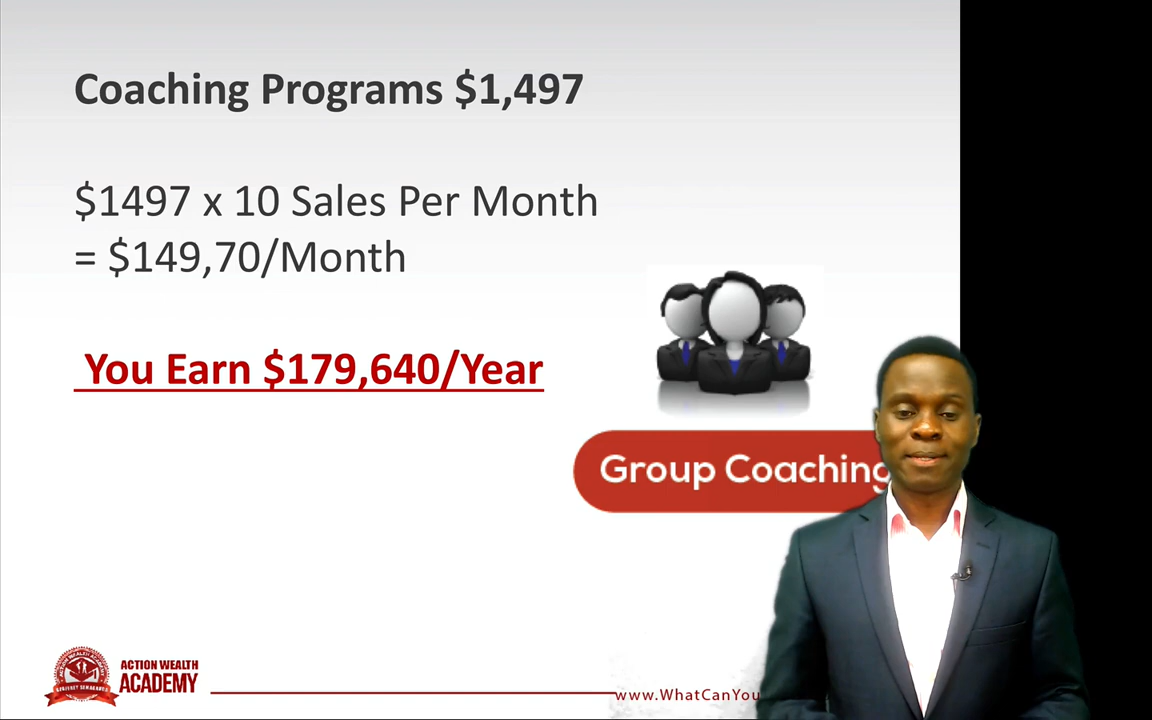 Coaching Programs $1,497
$1497 x 10 Sales Per Month
= $149,70/Month
You Earn $179,640/Year
Group Coaching
ACTION WEALTH
ACADEMY
www.WhatCanYou